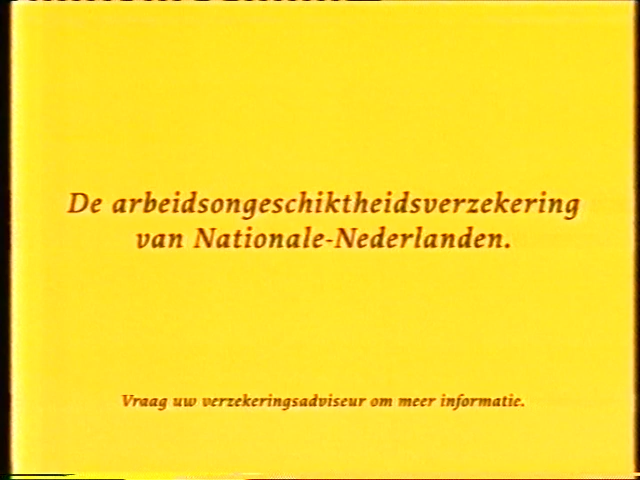 De arbeidsongeschiktheidsverzekering
van Nationale-Nederlanden.
Vraag uw verzekeringsadviseur om meer informatie.